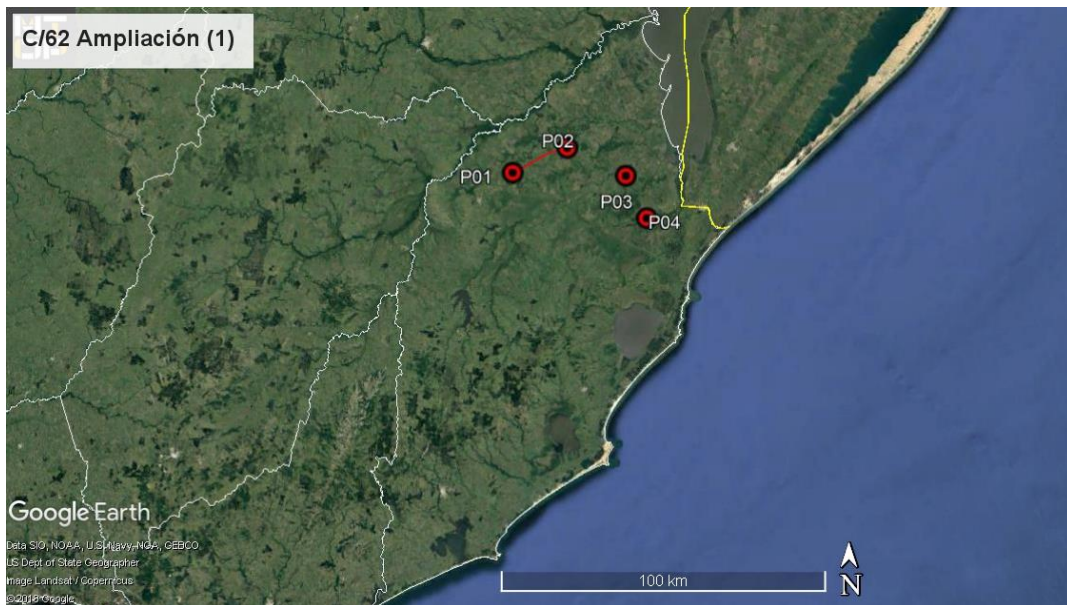 C/62 Ampliación (1)
P02
P01
P03
P04
Google Earth
Data SIO, NOAA, U.S. Navy, NGA, GEBCO
US Dept of State Geographer
Image Landsat / Copernicus
© 2018 Google
100 km
N